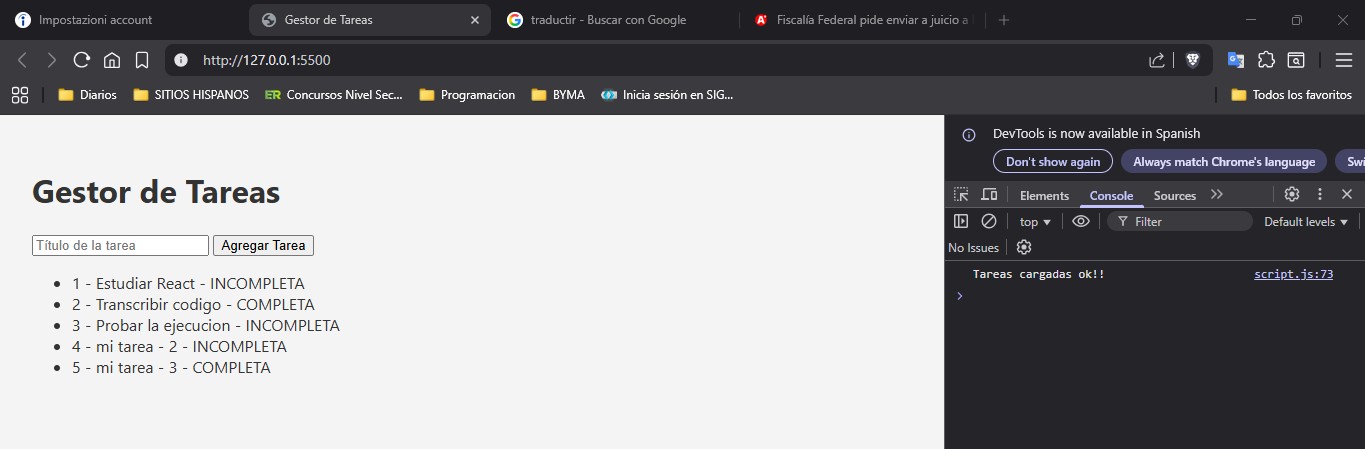 Impostazioni account
Gestor de Tareas
traductir - Buscar con Google
Fiscalía Federal pide enviar a juicio a
http://127.0.0.1:5500
Diarios
SITIOS HISPANOS
ER Concursos Nivel Sec...
Programacion
BYMA
Inicia sesión en SIG...
Todos los favoritos
Gestor de Tareas
Título de la tarea Agregar Tarea
• 1 - Estudiar React - INCOMPLETA
• 2 - Transcribir codigo - COMPLETA
• 3 - Probar la ejecucion - INCOMPLETA
• 4 - mi tarea - 2 - INCOMPLETA
• 5 - mi tarea - 3 - COMPLETA
DevTools is now available in Spanish
Don't show again Always match Chrome's language Swi
Elements Console Sources
top Filter Default levels
No Issues
Tareas cargadas ok!! script.js:73